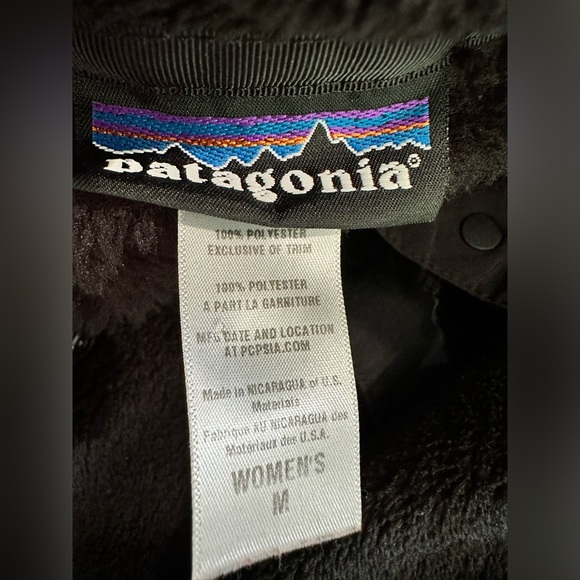 patagonia®
100% POLYESTER
EXCLUSIVE OF TRIM
100% POLYESTER
A PART LA GARNITURE
MFG DATE AND LOCATION
AT PCPSIA.COM
Made in NICARAGUA of U.S.
Materials
Fabriqué AU NICARAGUA des
Matériaux des U.S.A.
WOMEN'S
M